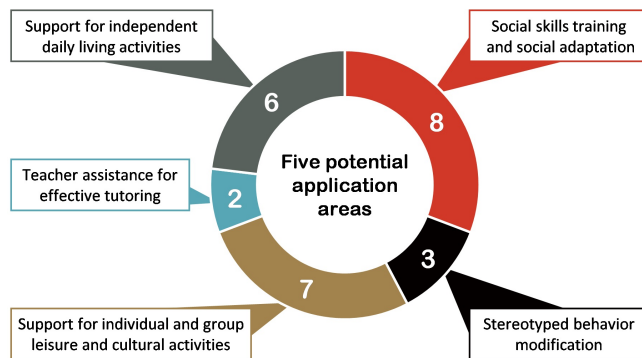 Support for independent
daily living activities
Social skills training
and social adaptation
6
8
Five potential
application
areas
Teacher assistance for
effective tutoring
2
3
7
Support for individual and group
leisure and cultural activities
Stereotyped behavior
modification